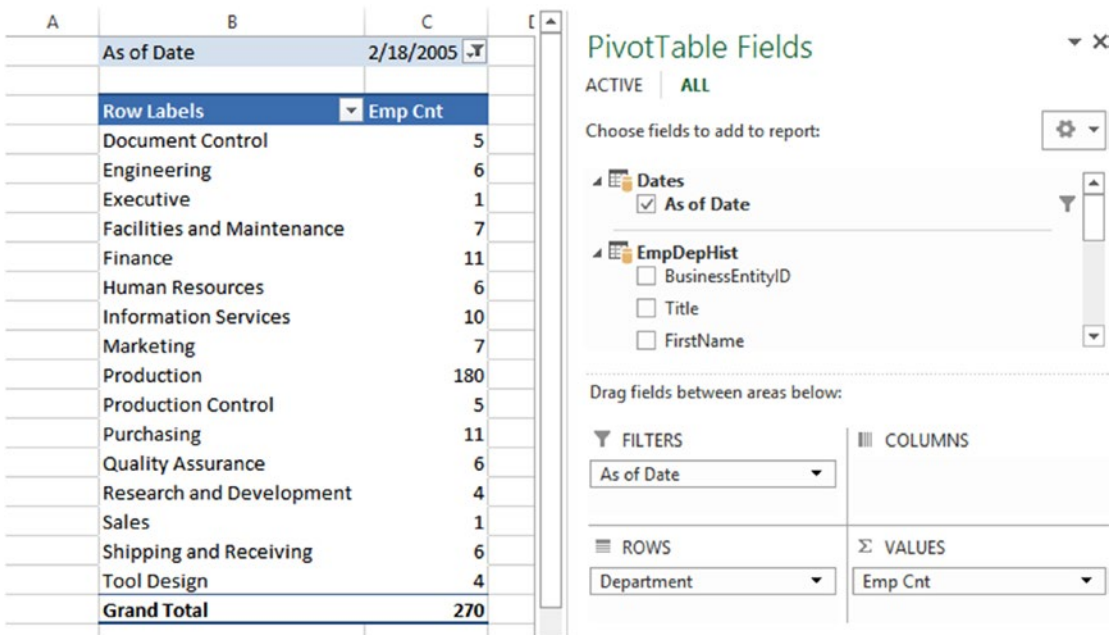 A B C
As of Date 2/18/2005
Row Labels Emp Cnt
Document Control 5
Engineering 6
Executive 1
Facilities and Maintenance 7
Finance 11
Human Resources 6
Information Services 10
Marketing 7
Production 180
Production Control 5
Purchasing 11
Quality Assurance 6
Research and Development 4
Sales 1
Shipping and Receiving 6
Tool Design 4
Grand Total 270
PivotTable Fields
ACTIVE ALL
Choose fields to add to report:
Dates
As of Date
EmpDepHist
BusinessEntityID
Title
FirstName
Drag fields between areas below:
FILTERS COLUMNS
As of Date
ROWS Σ VALUES
Department Emp Cnt